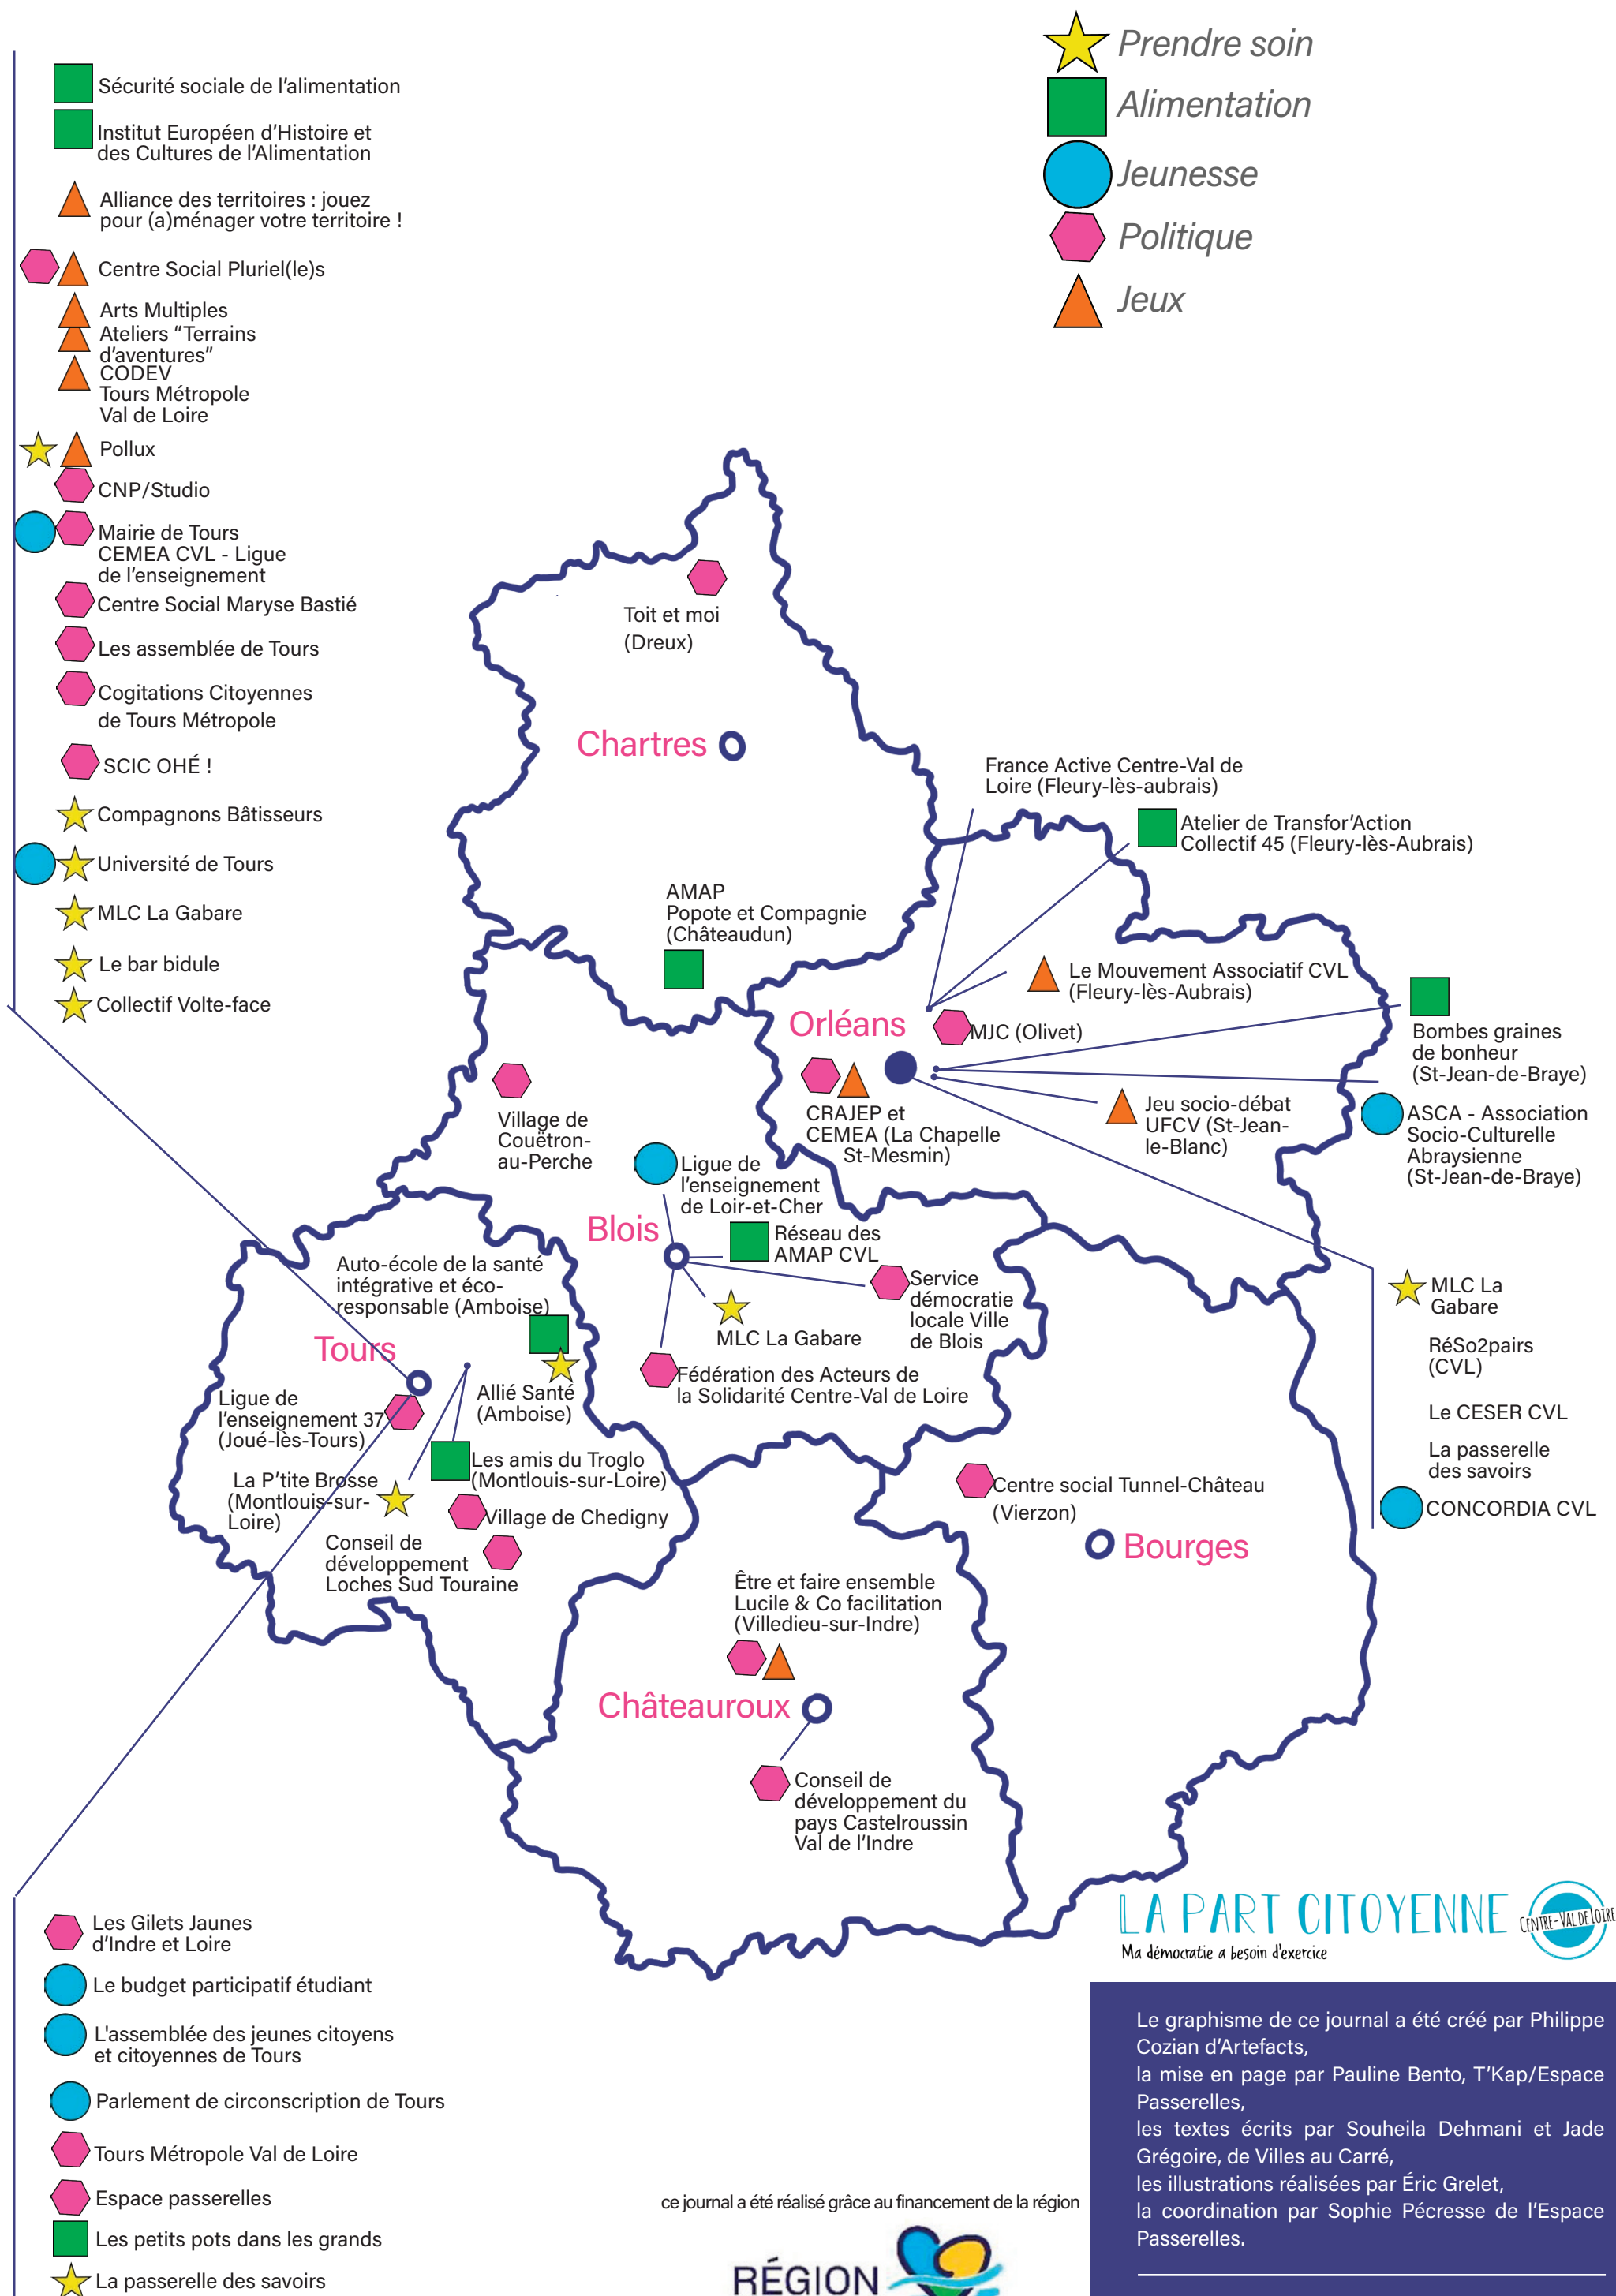 Prendre soin
Alimentation
Jeunesse
Politique
Jeux
Sécurité sociale de l'alimentation
Institut Européen d'Histoire et
des Cultures de l'Alimentation
Alliance des territoires : jouez
pour (a)ménager votre territoire !
Centre Social Pluriel(le)s
Arts Multiples
Ateliers “Terrains
d'aventures”
CODEV
Tours Métropole
Val de Loire
Pollux
CNP/Studio
Mairie de Tours
CEMEA CVL - Ligue
de l'enseignement
Centre Social Maryse Bastié
Les assemblée de Tours
Cogitations Citoyennes
de Tours Métropole
SCIC OHÉ !
Compagnons Bâtisseurs
Université de Tours
MLC La Gabare
Le bar bidule
Collectif Volte-face
Toit et moi
(Dreux)
Chartres
France Active Centre-Val de
Loire (Fleury-lès-aubrais)
Atelier de Transfor'Action
Collectif 45 (Fleury-lès-Aubrais)
AMAP
Popote et Compagnie
(Châteaudun)
Le Mouvement Associatif CVL
(Fleury-lès-Aubrais)
Orléans
MJC (Olivet)
Bombes graines
de bonheur
(St-Jean-de-Braye)
CRAJEP et
CEMEA (La Chapelle
St-Mesmin)
Jeu socio-débat
UFCV (St-Jean-
le-Blanc)
ASCA - Association
Socio-Culturelle
Abraysienne
(St-Jean-de-Braye)
Village de
Couëtron-
au-Perche
Ligue de
l'enseignement
de Loir-et-Cher
Blois
Réseau des
AMAP CVL
Service
démocratie
locale Ville
de Blois
MLC La Gabare
Fédération des Acteurs de
la Solidarité Centre-Val de Loire
Auto-école de la santé
intégrative et éco-
responsable (Amboise)
Tours
Allié Santé
(Amboise)
Ligue de
l'enseignement 37
(Joué-lès-Tours)
Les amis du Troglo
(Montlouis-sur-Loire)
La P'tite Brosse
(Montlouis-sur-
Loire)
Village de Chedigny
Conseil de
développement
Loches Sud Touraine
MLC La
Gabare
RéSo2pairs
(CVL)
Le CESER CVL
La passerelle
des savoirs
CONCORDIA CVL
Centre social Tunnel-Château
(Vierzon)
Bourges
Être et faire ensemble
Lucile & Co facilitation
(Villedieu-sur-Indre)
Châteauroux
Conseil de
développement du
pays Castelroussin
Val de l'Indre
Les Gilets Jaunes
d'Indre et Loire
Le budget participatif étudiant
L'assemblée des jeunes citoyens
et citoyennes de Tours
Parlement de circonscription de Tours
Tours Métropole Val de Loire
Espace passerelles
Les petits pots dans les grands
La passerelle des savoirs
LA PART CITOYENNE
CENTRE-VAL DE LOIRE
Ma démocratie a besoin d'exercice
Le graphisme de ce journal a été créé par Philippe
Cozian d'Artefacts,
la mise en page par Pauline Bento, T'Kap/Espace
Passerelles,
les textes écrits par Souheila Dehmani et Jade
Grégoire, de Villes au Carré,
les illustrations réalisées par Éric Grelet,
la coordination par Sophie Pécresse de l'Espace
Passerelles.
ce journal a été réalisé grâce au financement de la région
RÉGION